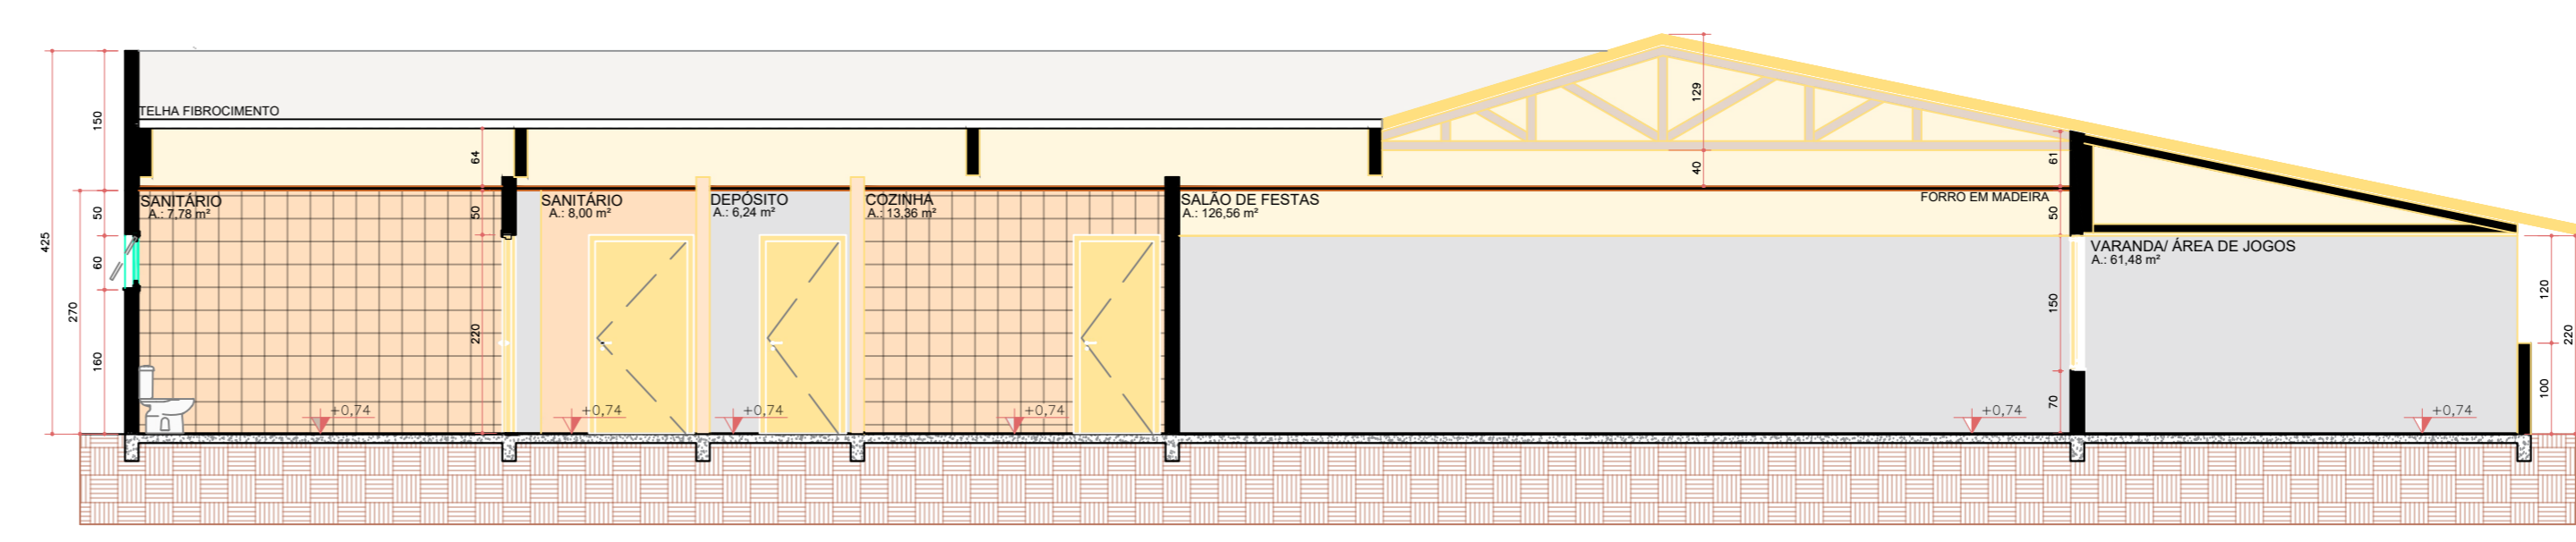 TELHA FIBROCIMENTO
129
150
64
61
40
SANITÁRIO
A.: 7,78 m²
SANITÁRIO
A.: 8,00 m²
DEPÓSITO
A.: 6,24 m²
COZINHA
A.: 13,36 m²
SALÃO DE FESTAS
A.: 126,56 m²
FORRO EM MADEIRA
50
50
50
425
VARANDA/ ÁREA DE JOGOS
A.: 61,48 m²
60
270
220
150
120
220
160
70
100
+0,74
+0,74
+0,74
+0,74
+0,74
+0,74